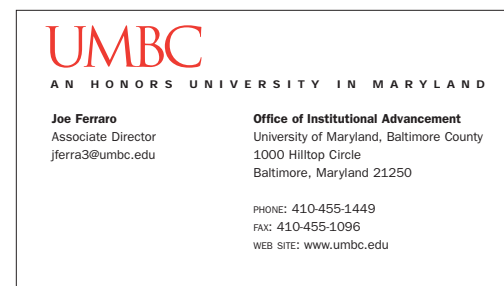 UMBC
AN HONORS UNIVERSITY IN MARYLAND
Joe Ferraro
Associate Director
jferra3@umbc.edu
Office of Institutional Advancement
University of Maryland, Baltimore County
1000 Hilltop Circle
Baltimore, Maryland 21250
PHONE: 410-455-1449
FAX: 410-455-1096
WEB SITE: www.umbc.edu